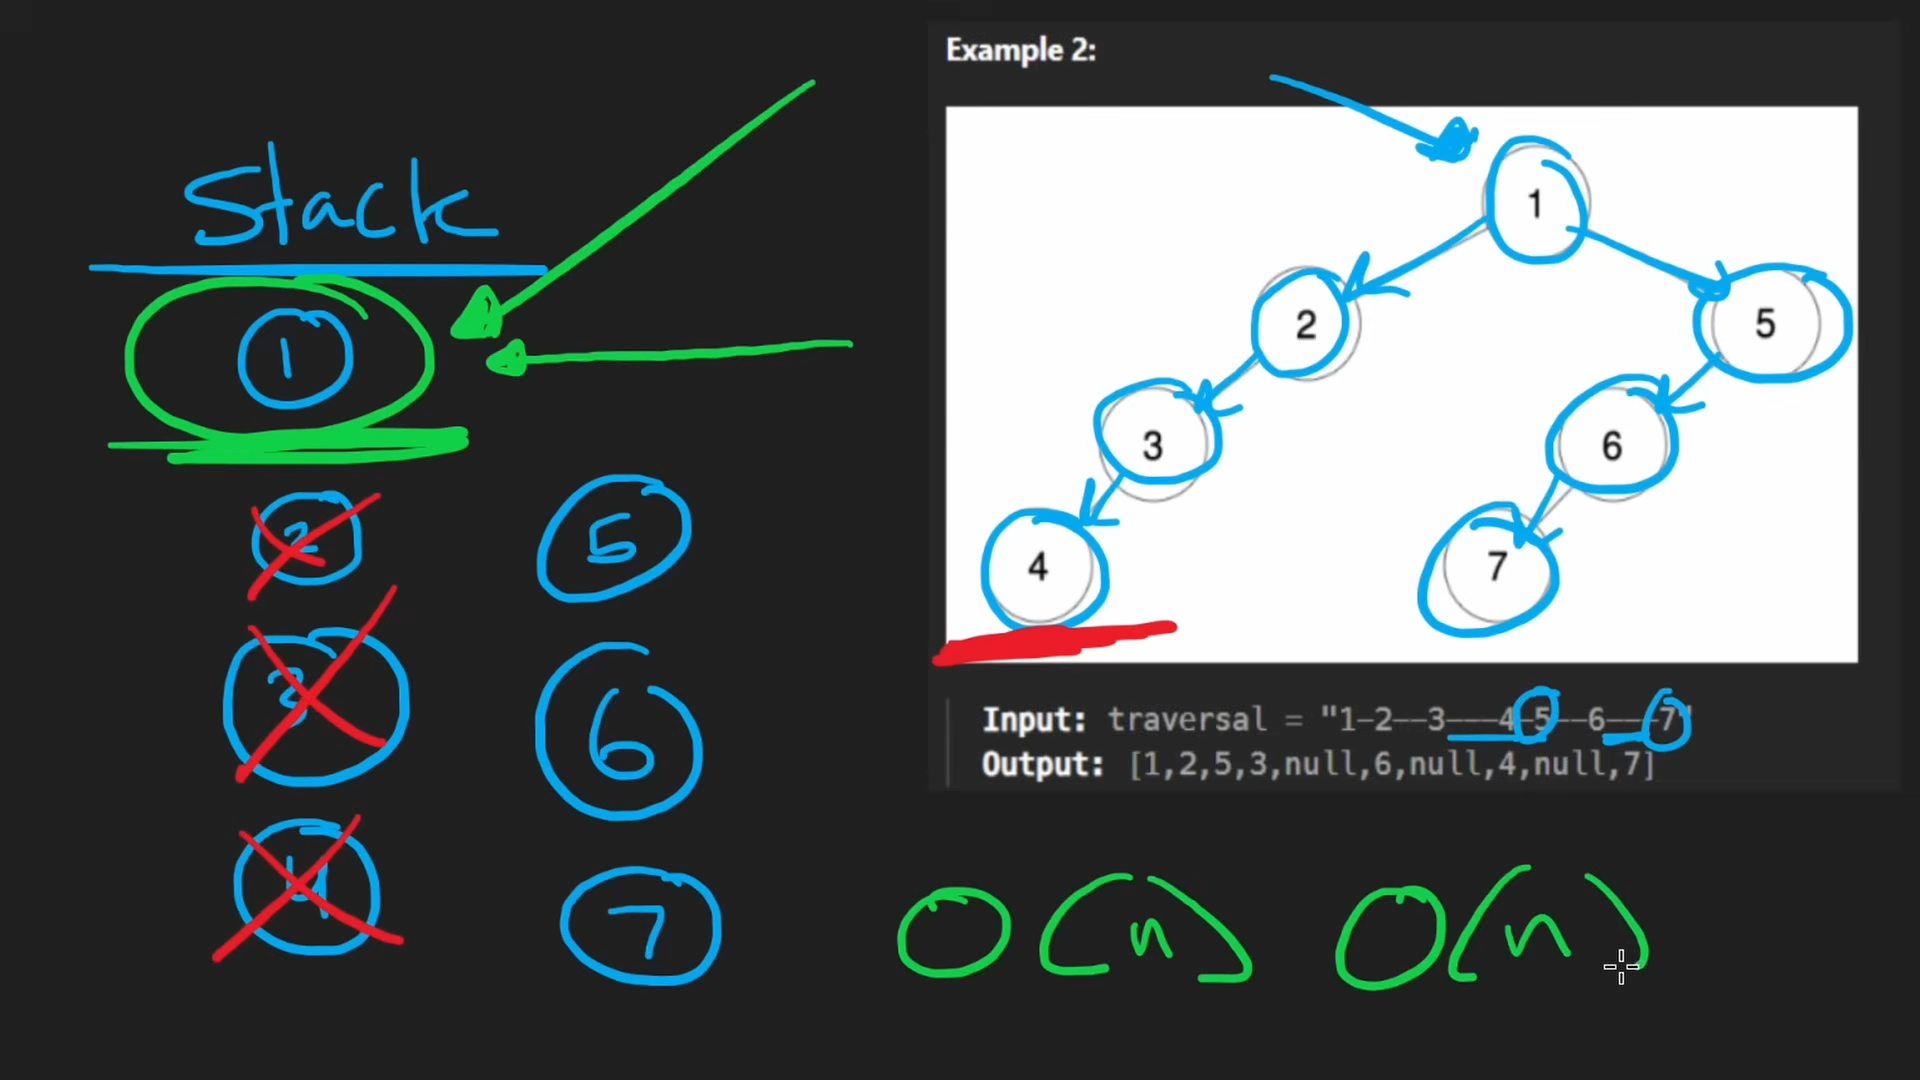 Stack
1
2
3
4
5
6
7
Example 2:
1
2
5
3
6
4
7
Input: traversal = "1-2--3---4-5--6---7"
Output: [1,2,5,3,null,6,null,4,null,7]
O(n) O(n)